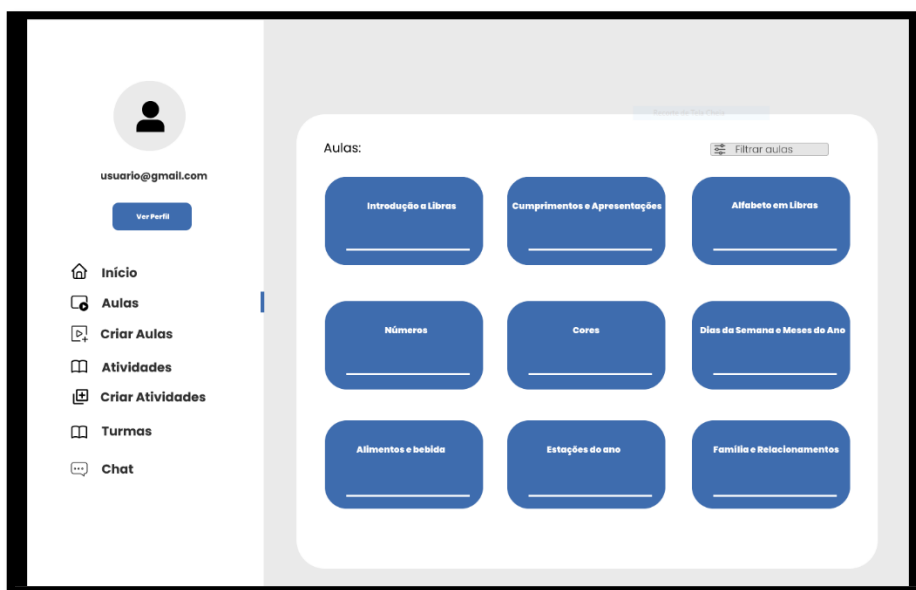 usuario@gmail.com
Ver Perfil
Início
Aulas
Criar Aulas
Atividades
Criar Atividades
Turmas
Chat
Aulas:
Filtrar aulas
Introdução a Libras
Cumprimentos e Apresentações
Alfabeto em Libras
Números
Cores
Dias da Semana e Meses do Ano
Alimentos e bebida
Estações do ano
Família e Relacionamentos